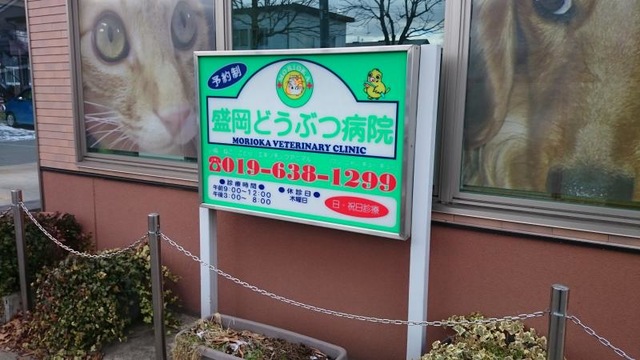 予約制
MORIOKA
盛岡どうぶつ病院
MORIOKA VETERINARY CLINIC
☎019-638-1299
●診療時間●
午前9:00〜12:00
午後3:00〜 8:00
●休診日●
木曜日
日・祝日診療